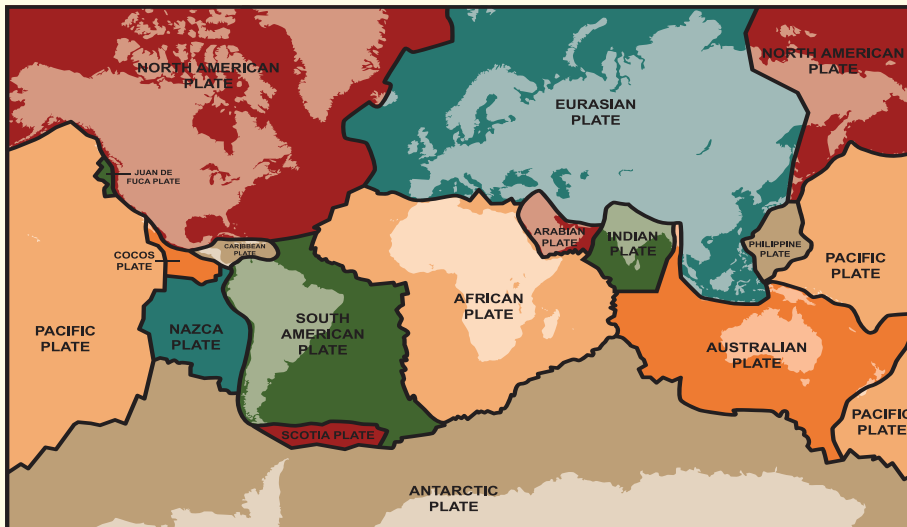 NORTH AMERICAN
PLATE
EURASIAN
PLATE
NORTH AMERICAN
PLATE
JUAN DE
FUCA PLATE
COCOS
PLATE
CARIBBEAN
PLATE
ARABIAN
PLATE
INDIAN
PLATE
PHILIPPINE
PLATE
PACIFIC
PLATE
PACIFIC
PLATE
NAZCA
PLATE
SOUTH
AMERICAN
PLATE
AFRICAN
PLATE
AUSTRALIAN
PLATE
PACIFIC
PLATE
SCOTIA PLATE
ANTARCTIC
PLATE